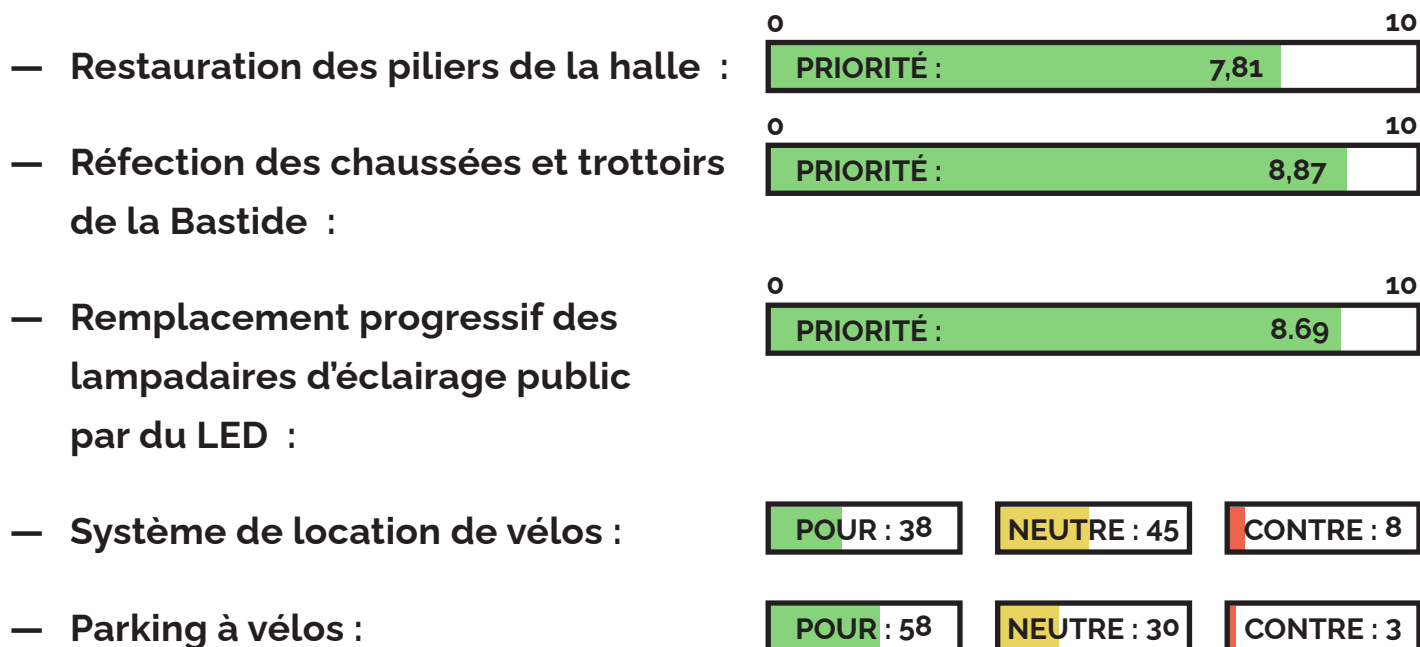 0 10
— Restauration des piliers de la halle : PRIORITÉ : 7,81
0 10
— Réfection des chaussées et trottoirs PRIORITÉ : 8,87
de la Bastide :
0 10
— Remplacement progressif des PRIORITÉ : 8.69
lampadaires d’éclairage public
par du LED :
— Système de location de vélos : POUR : 38 NEUTRE : 45 CONTRE : 8
— Parking à vélos : POUR : 58 NEUTRE : 30 CONTRE : 3